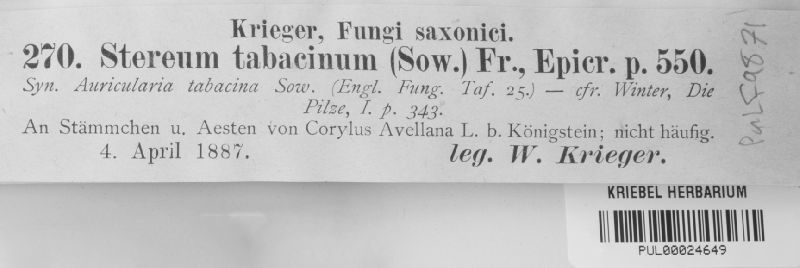 Krieger, Fungi saxonici.
270. Stereum tabacinum (Sow.) Fr., Epicr. p. 550.
Syn. Auricularia tabacina Sow. (Engl. Fung. Taf. 25.) — cfr. Winter, Die
Pilze, I. p. 343.
An Stämmchen u. Aesten von Corylus Avellana L. b. Königstein; nicht häufig.
4. April 1887.
leg. W. Krieger.
PUL F9871
KRIEBEL HERBARIUM
PUL00024649